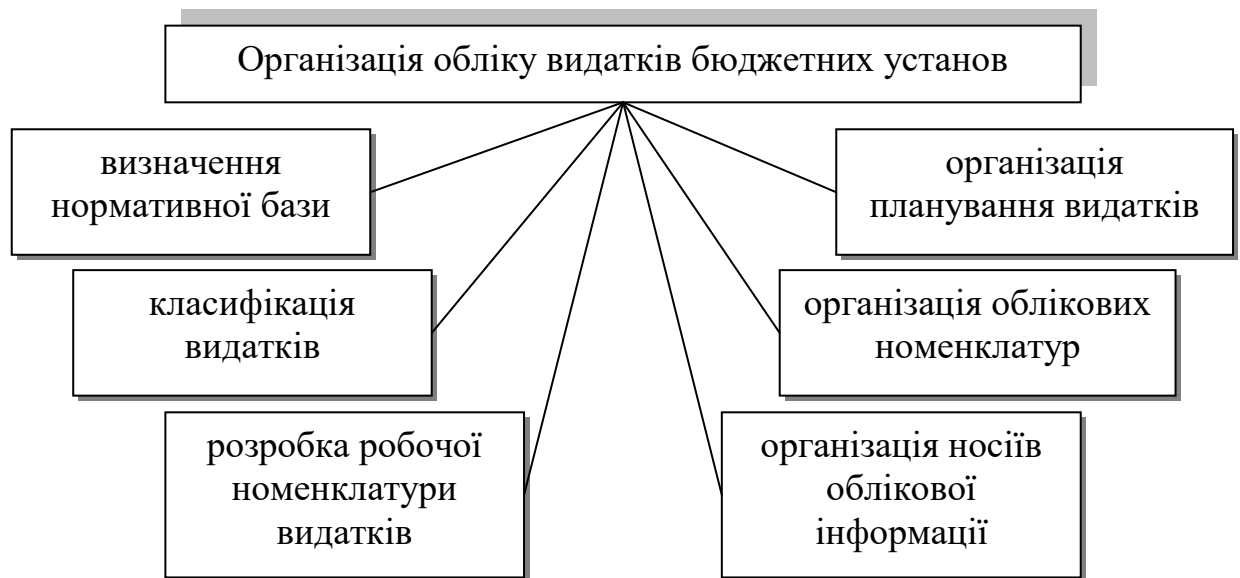 Організація обліку видатків бюджетних установ
визначення
нормативної бази
організація
планування видатків
класифікація
видатків
організація облікових
номенклатур
розробка робочої
номенклатури
видатків
організація носіїв
облікової
інформації